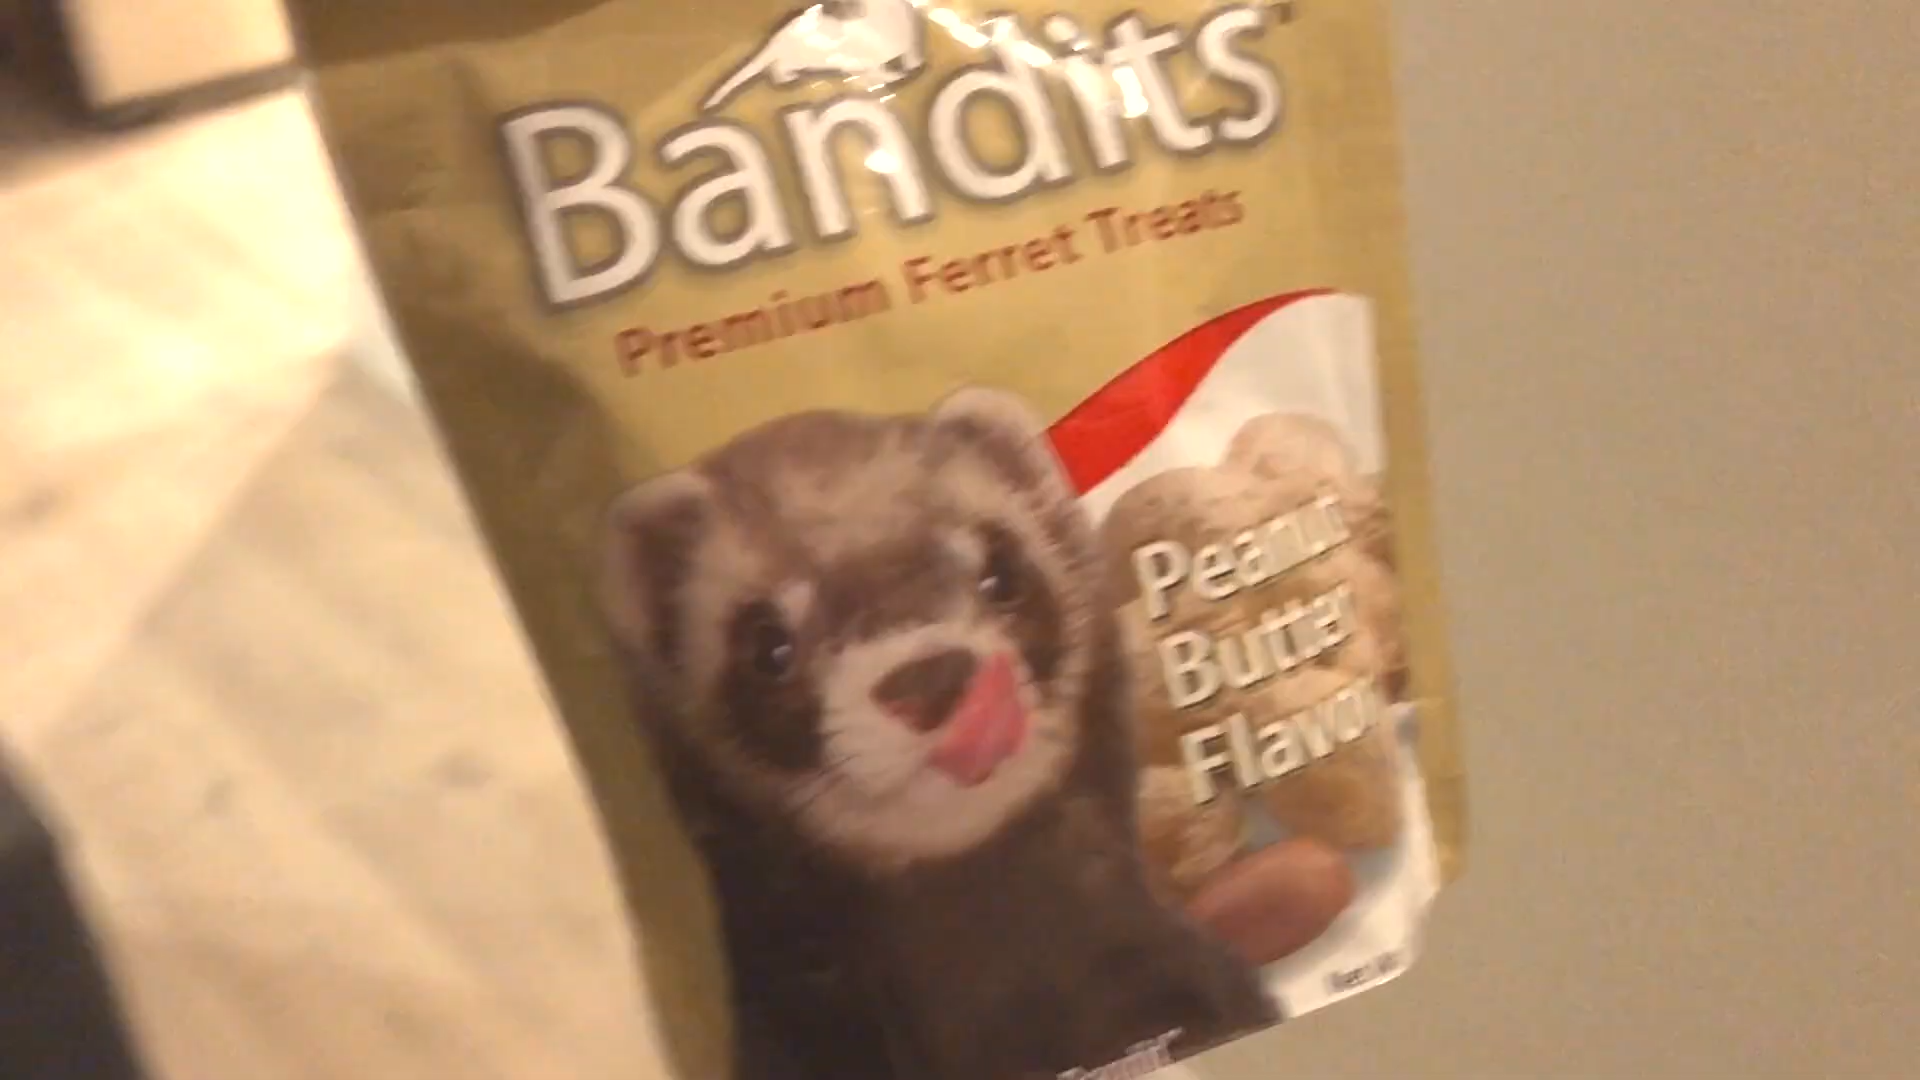 Bandits
Premium Ferret Treats
Peanut
Butter
Flavor